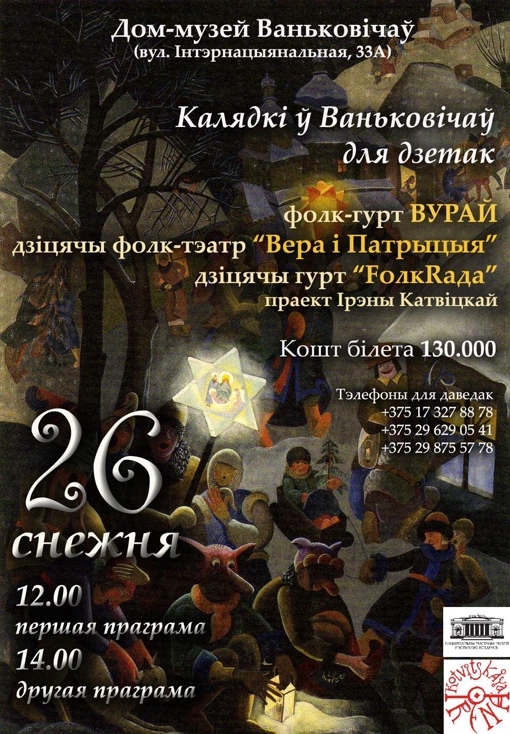 Дом-музей Ваньковічаў
(вул. Інтэрнацыянальная, 33А)
Калядкі ў Ваньковічаў
для дзетак
фолк-гурт ВУРАЙ
дзіцячы фолк-тэатр “Вера і Патрыцыя”
дзіцячы гурт “FолкRада”
праект Ірэны Катвіцкай
Кошт білета 130.000
Тэлефоны для даведак
+375 17 327 88 78
+375 29 629 05 41
+375 29 875 57 78
26
снежня
12.00
першая праграма
14.00
другая праграма